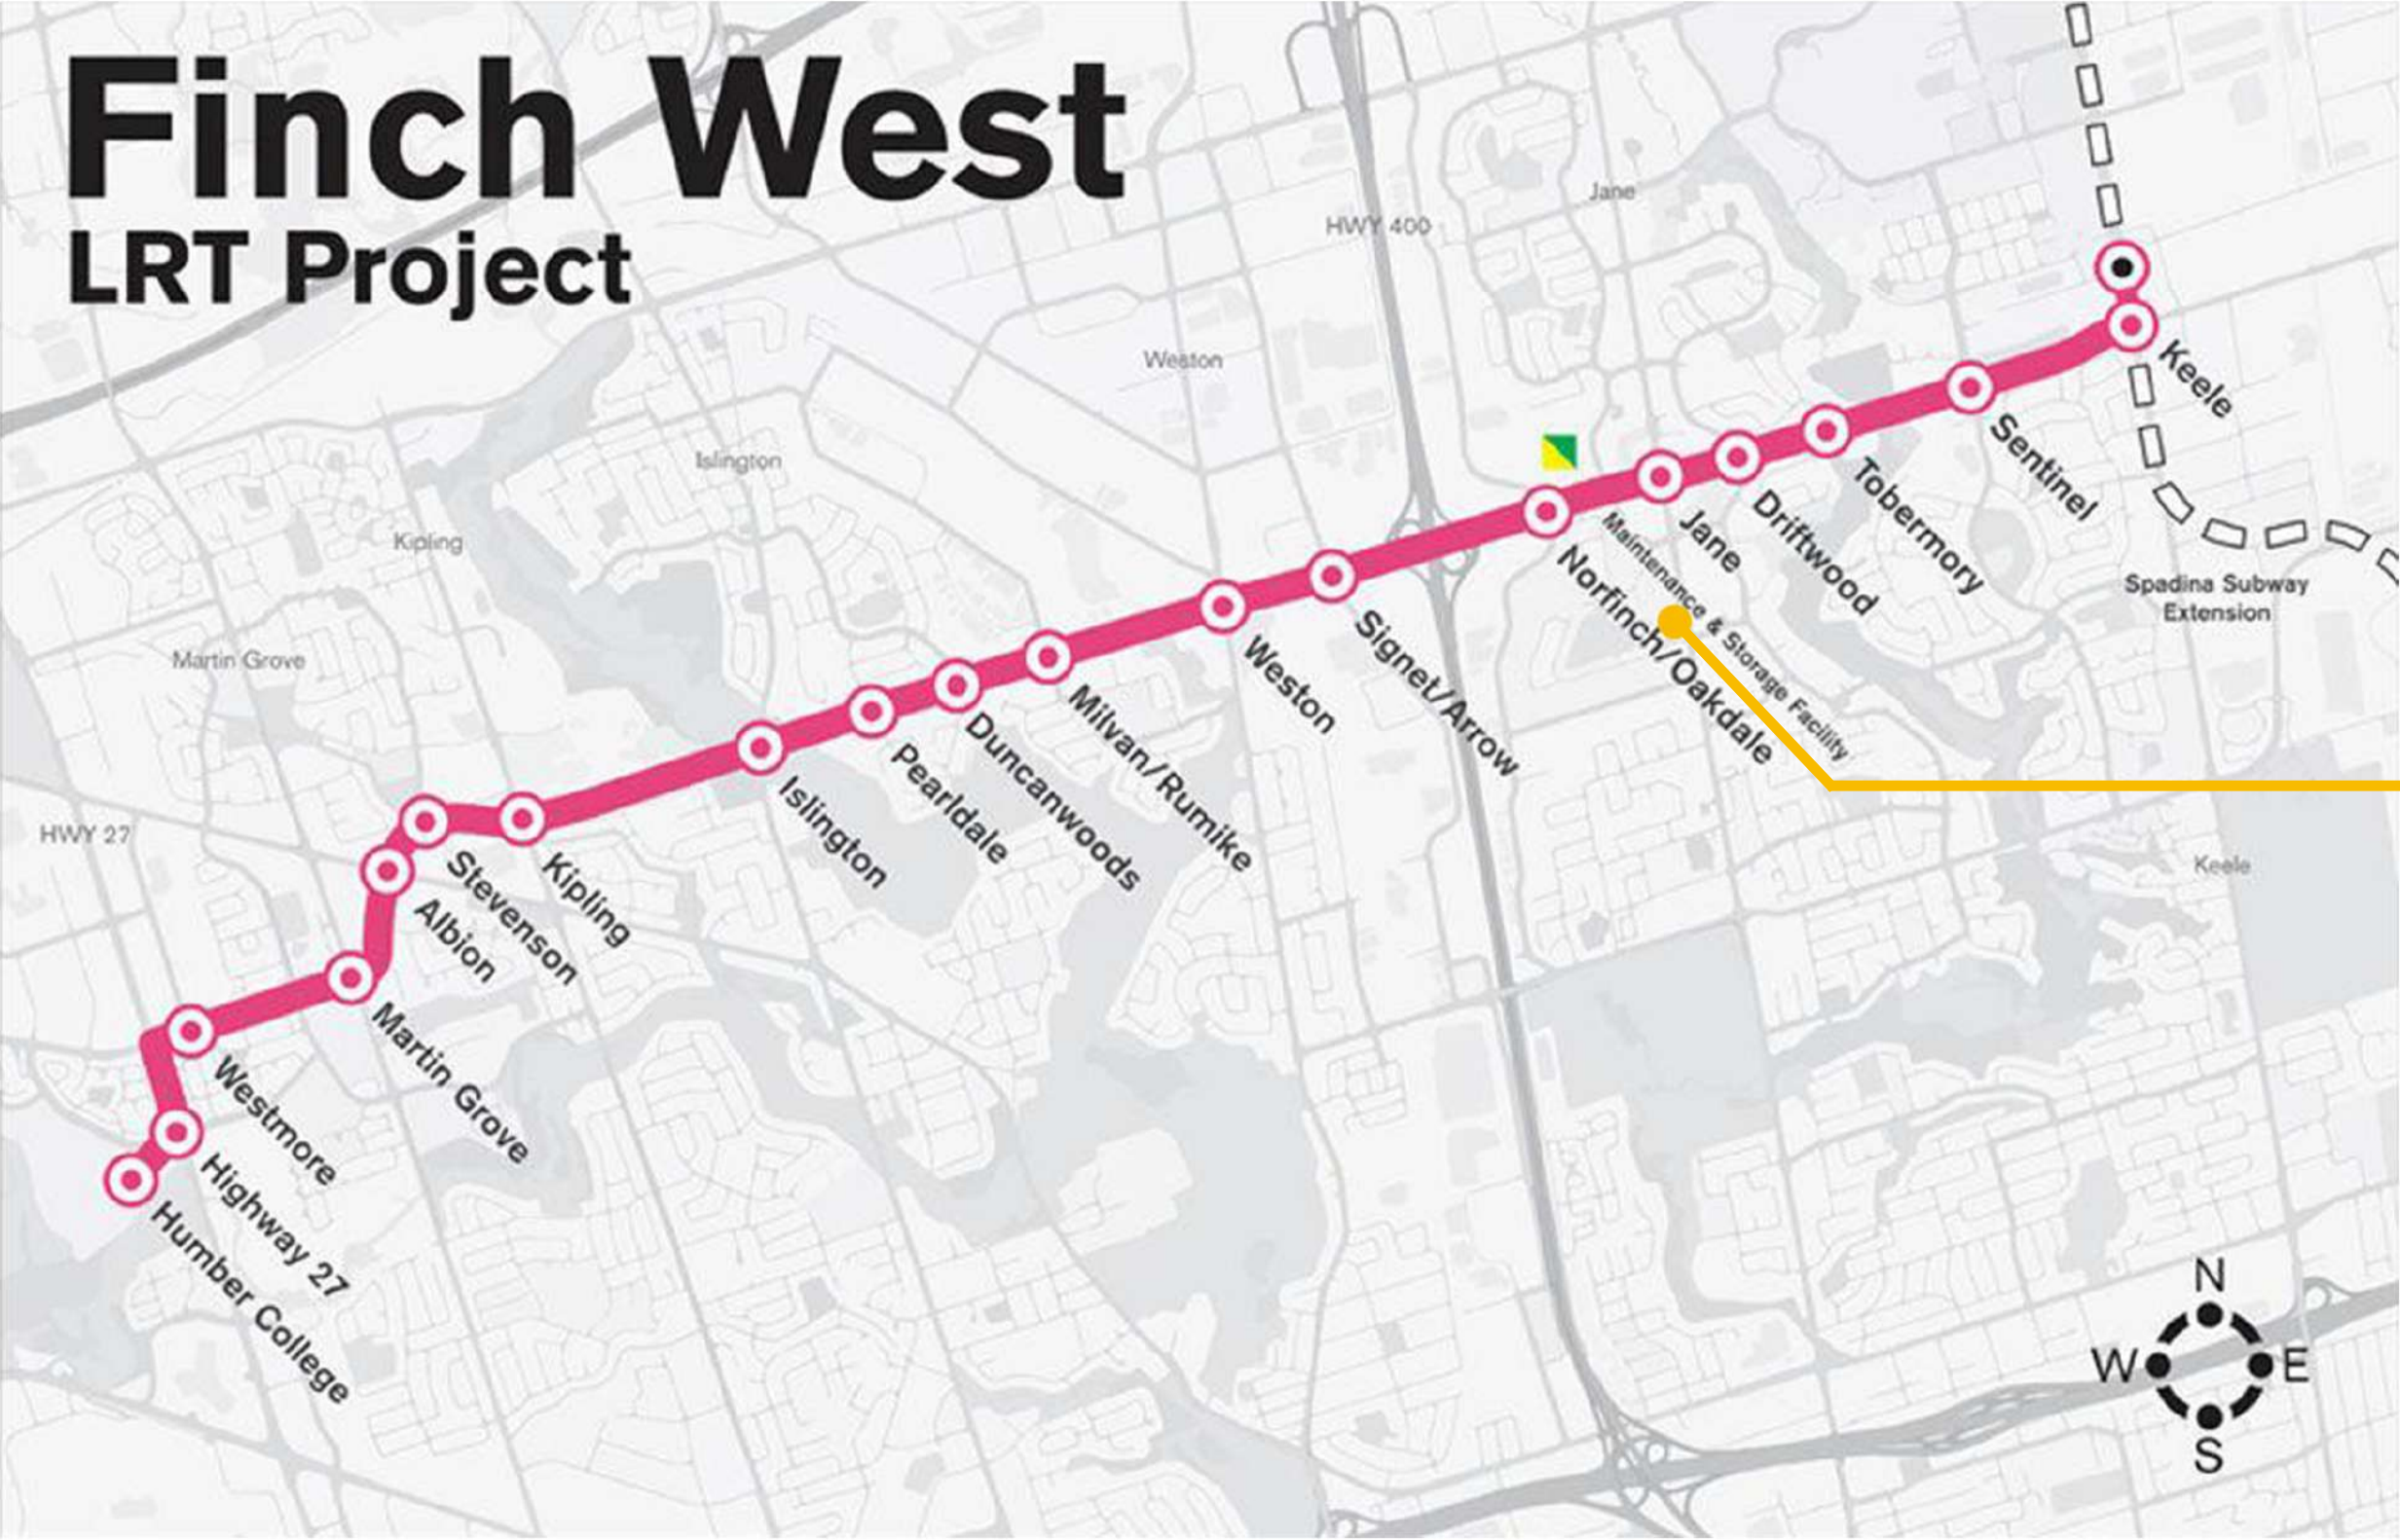 Finch West
LRT Project
Jane
HWY 400
Weston
Islington
Kipling
Martin Grove
HWY 27
Keele
Keele
Sentinel
Tobermory
Driftwood
Jane
Maintenance & Storage Facility
Norfinch/Oakdale
Signet/Arrow
Weston
Milvan/Rumike
Duncanwoods
Pearldale
Islington
Kipling
Stevenson
Albion
Martin Grove
Westmore
Highway 27
Humber College
Spadina Subway
Extension
N
W
E
S